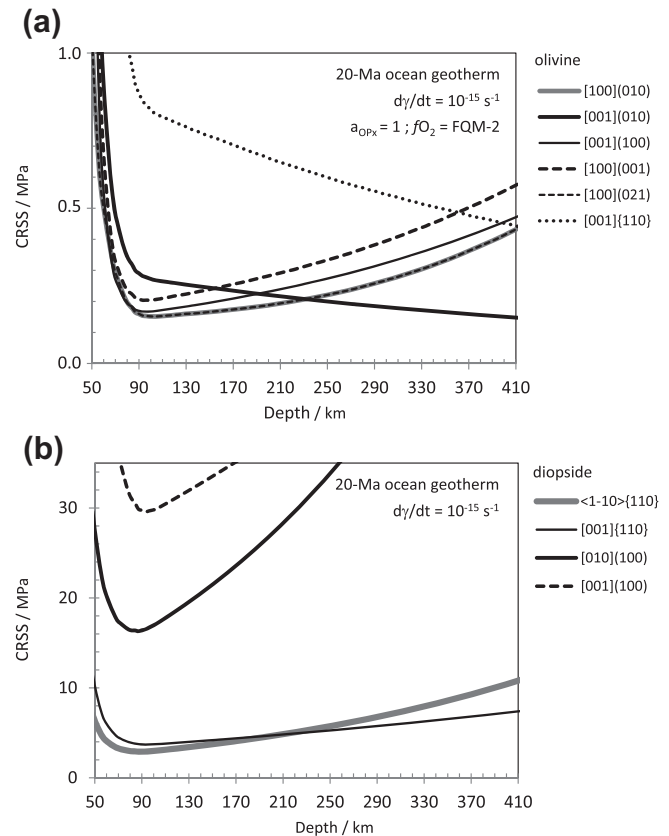 (a)
1.0
0.5
0.0
CRSS / MPa
20-Ma ocean geotherm
dγ/dt = 10⁻¹⁵ s⁻¹
a_OPx = 1 ; fO₂ = FQM-2
50 90 130 170 210 250 290 330 370 410
Depth / km
olivine
[100](010)
[001](010)
[001](100)
[100](001)
[100](021)
[001]{110}
(b)
30
20
10
0
CRSS / MPa
20-Ma ocean geotherm
dγ/dt = 10⁻¹⁵ s⁻¹
50 90 130 170 210 250 290 330 370 410
Depth / km
diopside
<1-10>{110}
[001]{110}
[010](100)
[001](100)